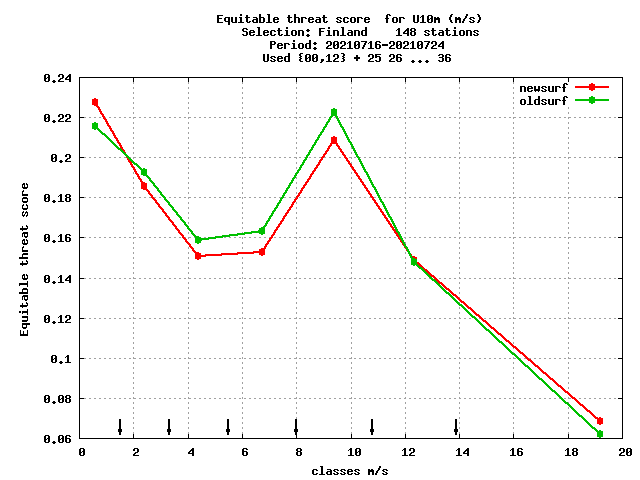 Equitable threat score  for U10m (m/s)
Selection: Finland    148 stations
Period: 20210716-20210724
Used {00,12} + 25 26 ... 36
newsurf
oldsurf
Equitable threat score
0.24
0.22
0.2
0.18
0.16
0.14
0.12
0.1
0.08
0.06
0 2 4 6 8 10 12 14 16 18 20
classes m/s